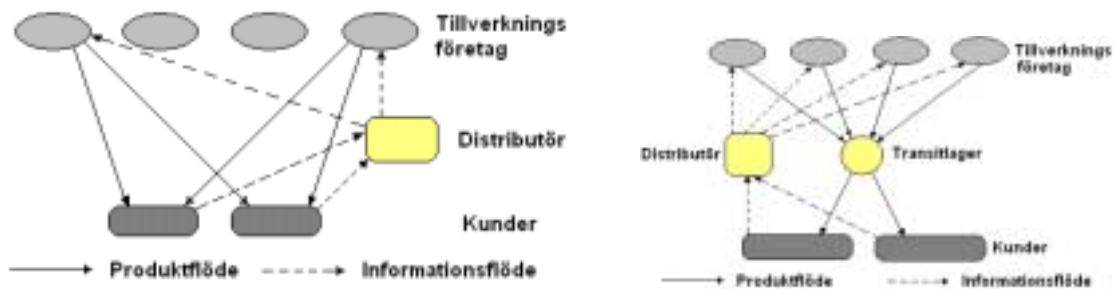 Tillverknings
företag
Distributör
Kunder
Produktflöde
Informationsflöde
Tillverknings
företag
Distributör
Transitlager
Kunder
Produktflöde
Informationsflöde